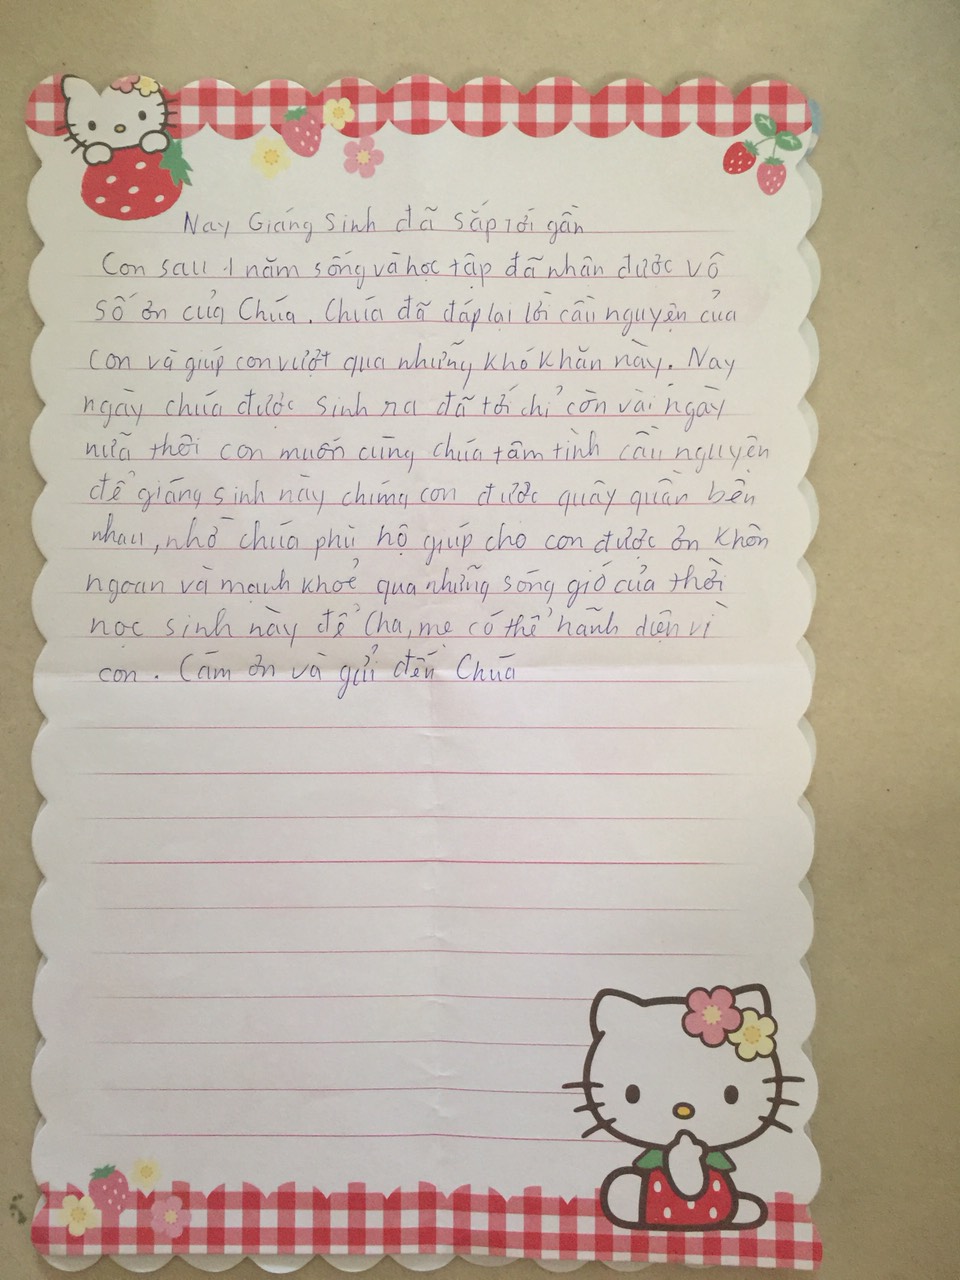 Nay Giáng Sinh đã sắp tới gần
Con sau 1 năm sống và học tập đã nhận được vô
số ơn của Chúa. Chúa đã đáp lại lời cầu nguyện của
con và giúp con vượt qua những khó khăn này. Nay
ngày chúa được sinh ra đã tới chỉ còn vài ngày
nữa thôi con muốn cùng chúa tâm tình cầu nguyện
để giáng sinh này chúng con được quây quần bên
nhau, nhờ chúa phù hộ giúp cho con được ơn khôn
ngoan và mạnh khoẻ qua những sóng gió của thời
học sinh này để Cha, mẹ có thể hãnh diện vì
con. Cám ơn và gửi đến Chúa